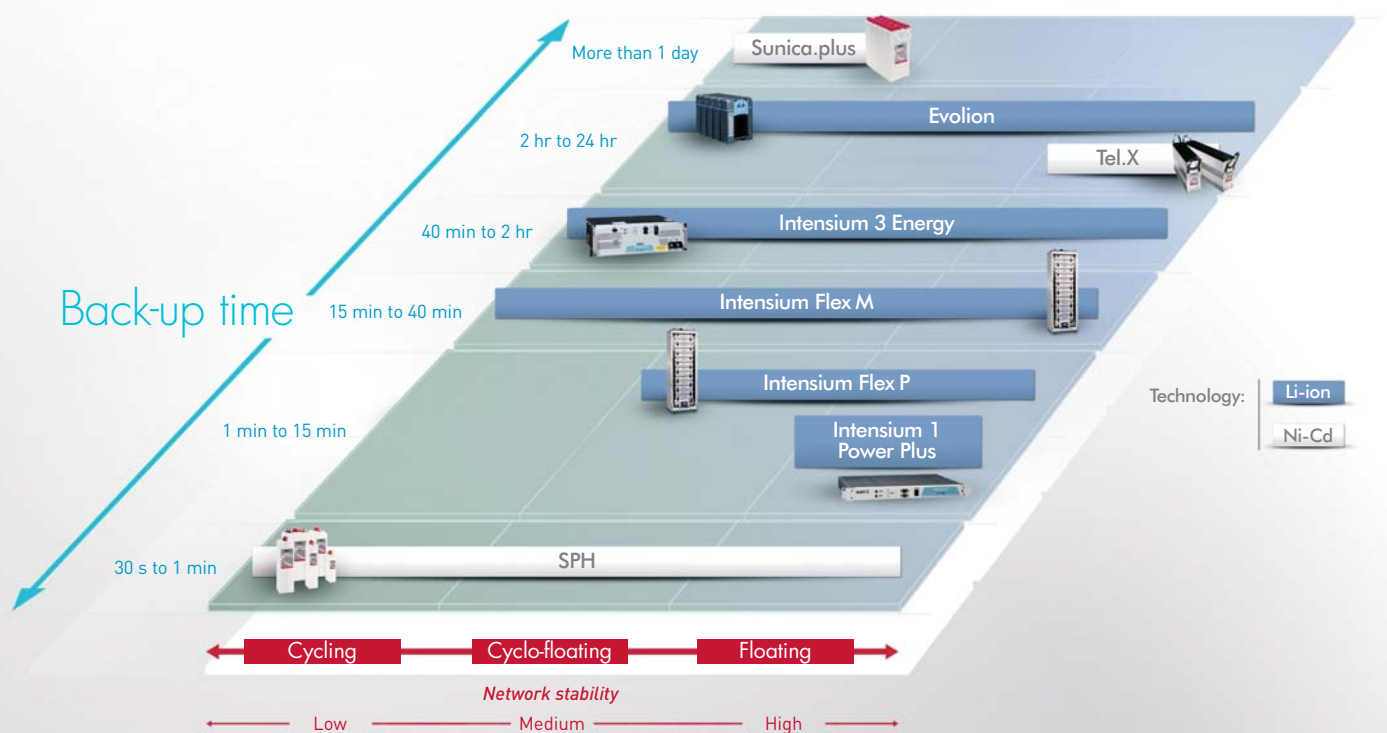 More than 1 day
Sunica.plus
Evolion
2 hr to 24 hr
Tel.X
40 min to 2 hr
Intensium 3 Energy
Back-up time
15 min to 40 min
Intensium Flex M
Intensium Flex P
Technology:
Li-ion
Ni-Cd
1 min to 15 min
Intensium 1
Power Plus
30 s to 1 min
SPH
Cycling
Cyclo-floating
Floating
Network stability
Low
Medium
High